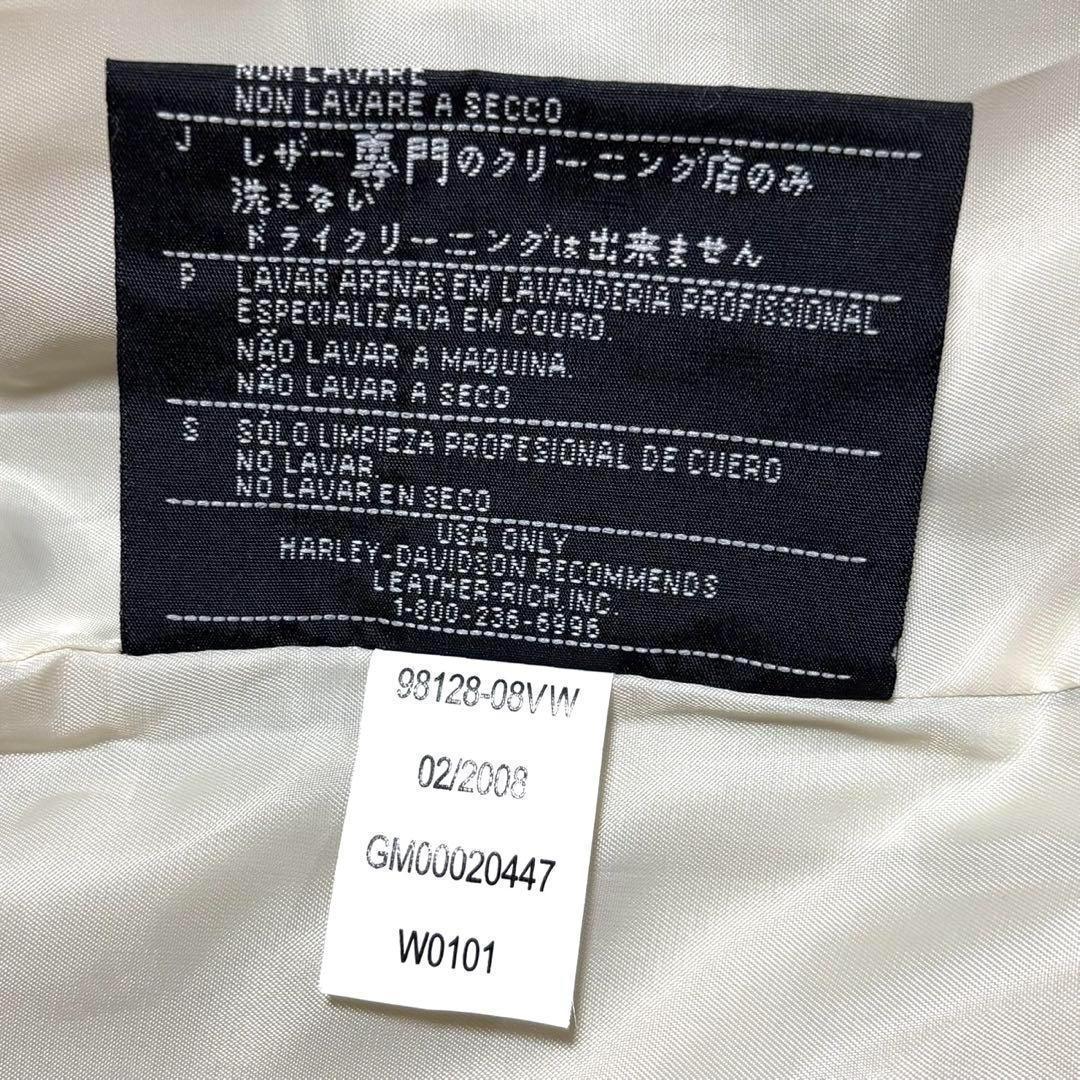 NON LAVARE
NON LAVARE A SECCO
J
レザー専門のクリーニング店のみ
洗えない
ドライクリーニングは出来ません
P LAVAR APENAS EM LAVANDERIA PROFISSIONAL
ESPECIALIZADA EM COURO.
NÃO LAVAR A MAQUINA.
NÃO LAVAR A SECO
S SÓLO LIMPIEZA PROFESIONAL DE CUERO
NO LAVAR.
NO LAVAR EN SECO
USA ONLY
HARLEY-DAVIDSON RECOMMENDS
LEATHER-RICH, INC.
1-800-236-6996
98128-08VW
02/2008
GM00020447
W0101